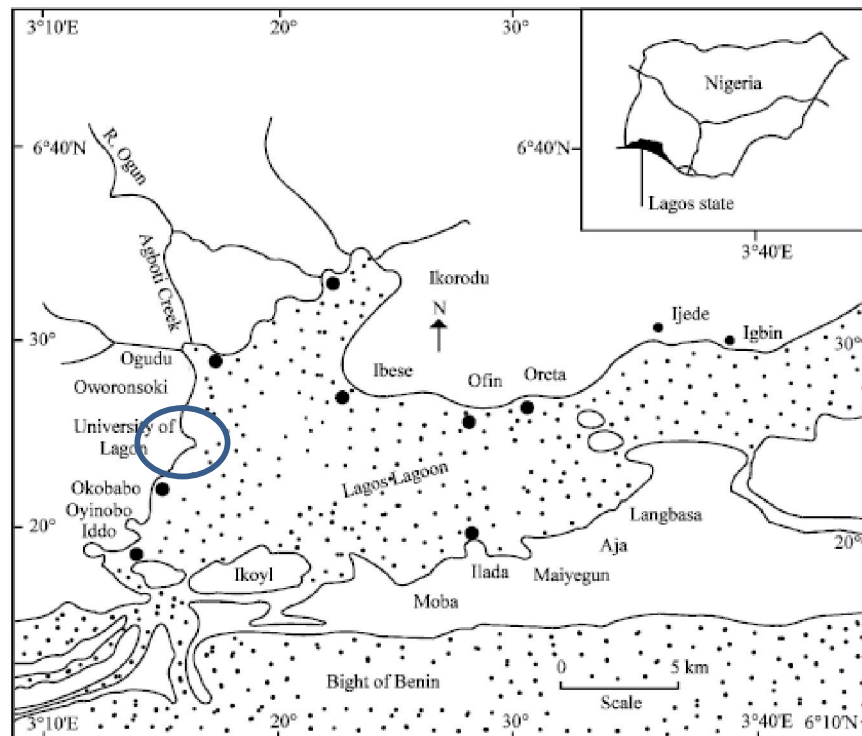 3°10'E
20°
30°
Nigeria
Lagos state
6°40'N
6°40'N
3°40'E
R. Ogun
Agboti Creek
Ikorodu
N
Ijede
Igbin
30°
30°
Ogudu
Oworonsoki
Ibese
Ofin
Oreta
University of
Lagon
Lagos Lagoon
Okobabo
Oyinobo
Iddo
20°
20°
Langbasa
Aja
Maiyegun
Ilada
Moba
Ikoyl
Bight of Benin
0 5 km
Scale
3°10'E
20°
30°
3°40'E
6°10'N